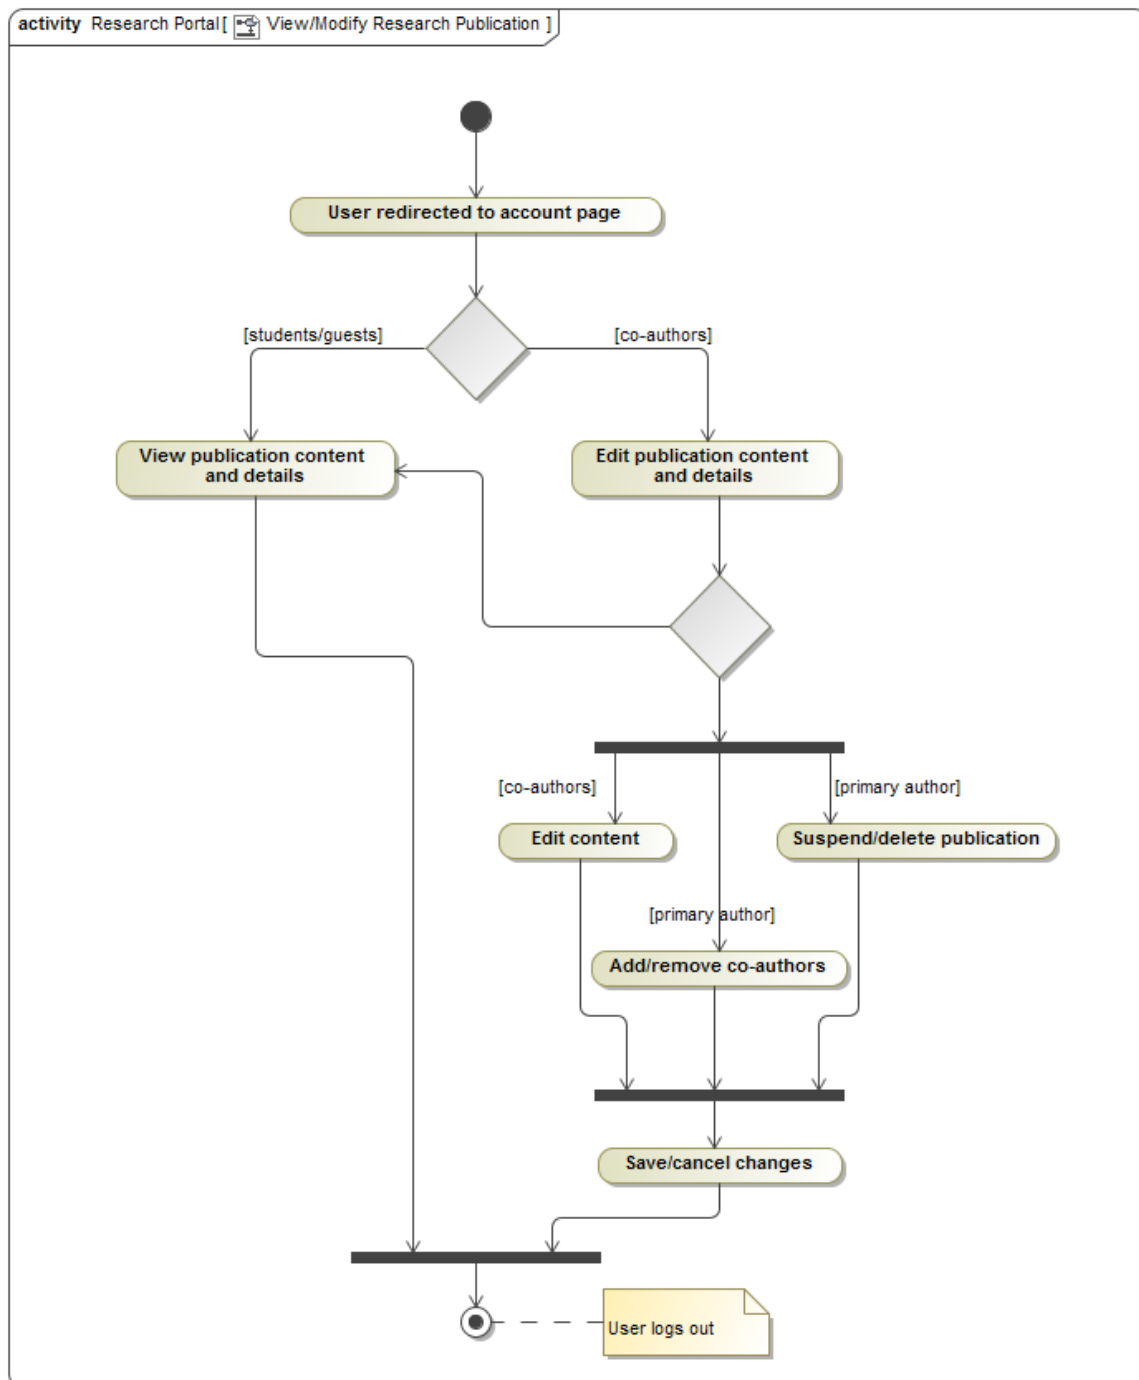 activity Research Portal[ View/Modify Research Publication ]
User redirected to account page
[students/guests]
[co-authors]
View publication content
and details
Edit publication content
and details
[co-authors]
[primary author]
Edit content
Suspend/delete publication
[primary author]
Add/remove co-authors
Save/cancel changes
User logs out